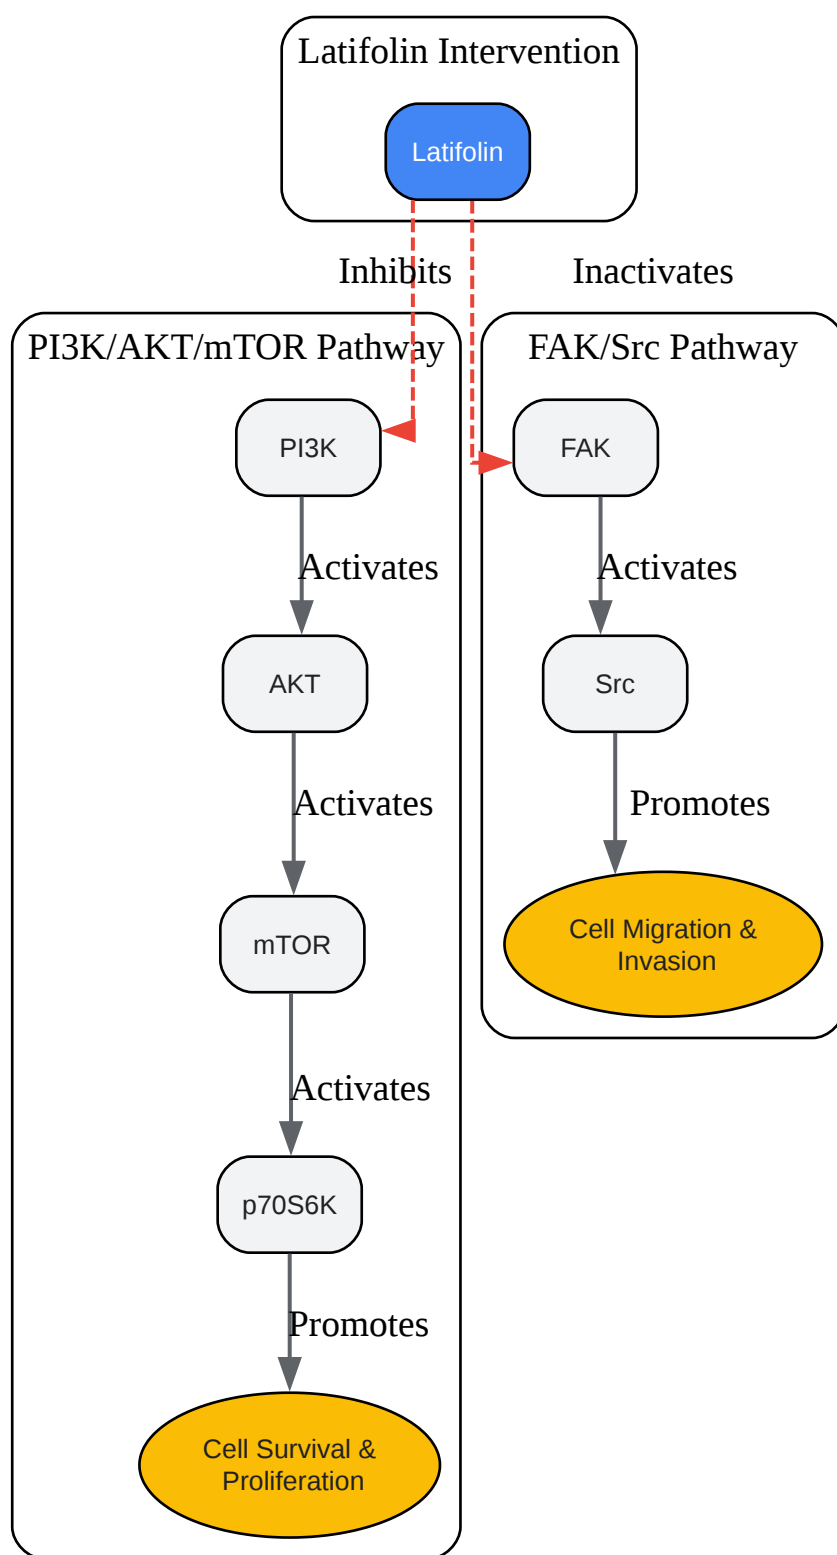 Latifolin Intervention
Latifolin
Inhibits
Inactivates
PI3K/AKT/mTOR Pathway
PI3K
Activates
AKT
Activates
mTOR
Activates
p70S6K
Promotes
Cell Survival &
Proliferation
FAK/Src Pathway
FAK
Activates
Src
Promotes
Cell Migration &
Invasion